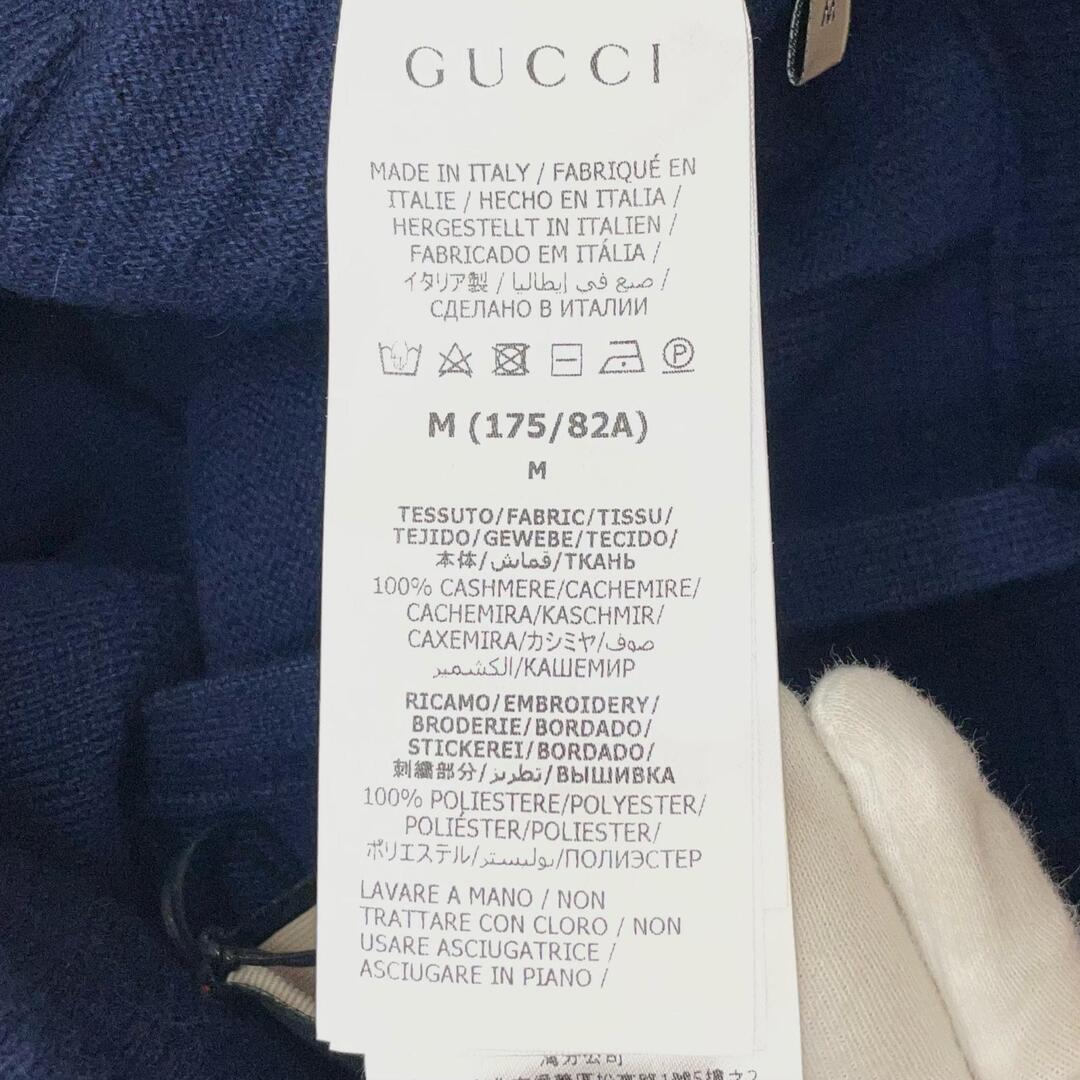 M
GUCCI
MADE IN ITALY / FABRIQUÉ EN
ITALIE / HECHO EN ITALIA /
HERGESTELLT IN ITALIEN /
FABRICADO EM ITÁLIA /
イタリア製 / صنع في إيطاليا /
СДЕЛАНО В ИТАЛИИ
P
M (175/82A)
M
TESSUTO/FABRIC/TISSU/
TEJIDO/GEWEBE/TECIDO/
本体/قماش/ТКАНЬ
100% CASHMERE/CACHEMIRE/
CACHEMIRA/KASCHMIR/
CAXEMIRA/カシミヤ/صوف
الكشمير/КАШЕМИР
RICAMO/EMBROIDERY/
BRODERIE/BORDADO/
STICKEREI/BORDADO/
刺繍部分/تطريز/ВЫШИВКА
100% POLIESTERE/POLYESTER/
POLIÉSTER/POLIESTER/
ポリエステル/بوليستر/ПОЛИЭСТЕР
LAVARE A MANO / NON
TRATTARE CON CLORO / NON
USARE ASCIUGATRICE /
ASCIUGARE IN PIANO /